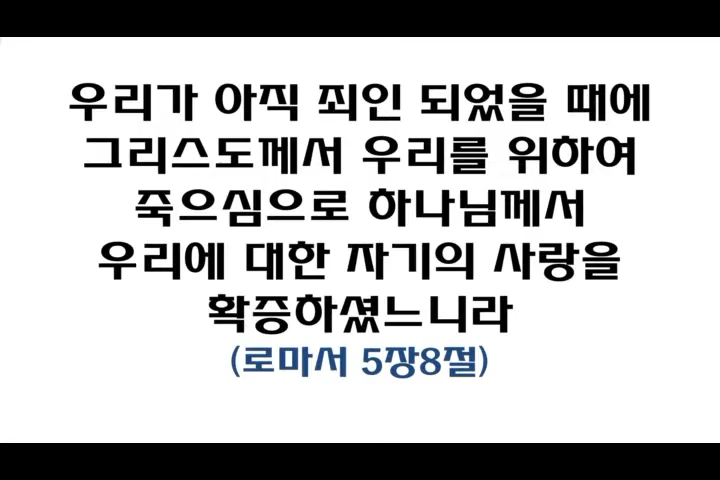 우리가 아직 죄인 되었을 때에
그리스도께서 우리를 위하여
죽으심으로 하나님께서
우리에 대한 자기의 사랑을
확증하셨느니라
(로마서 5장8절)